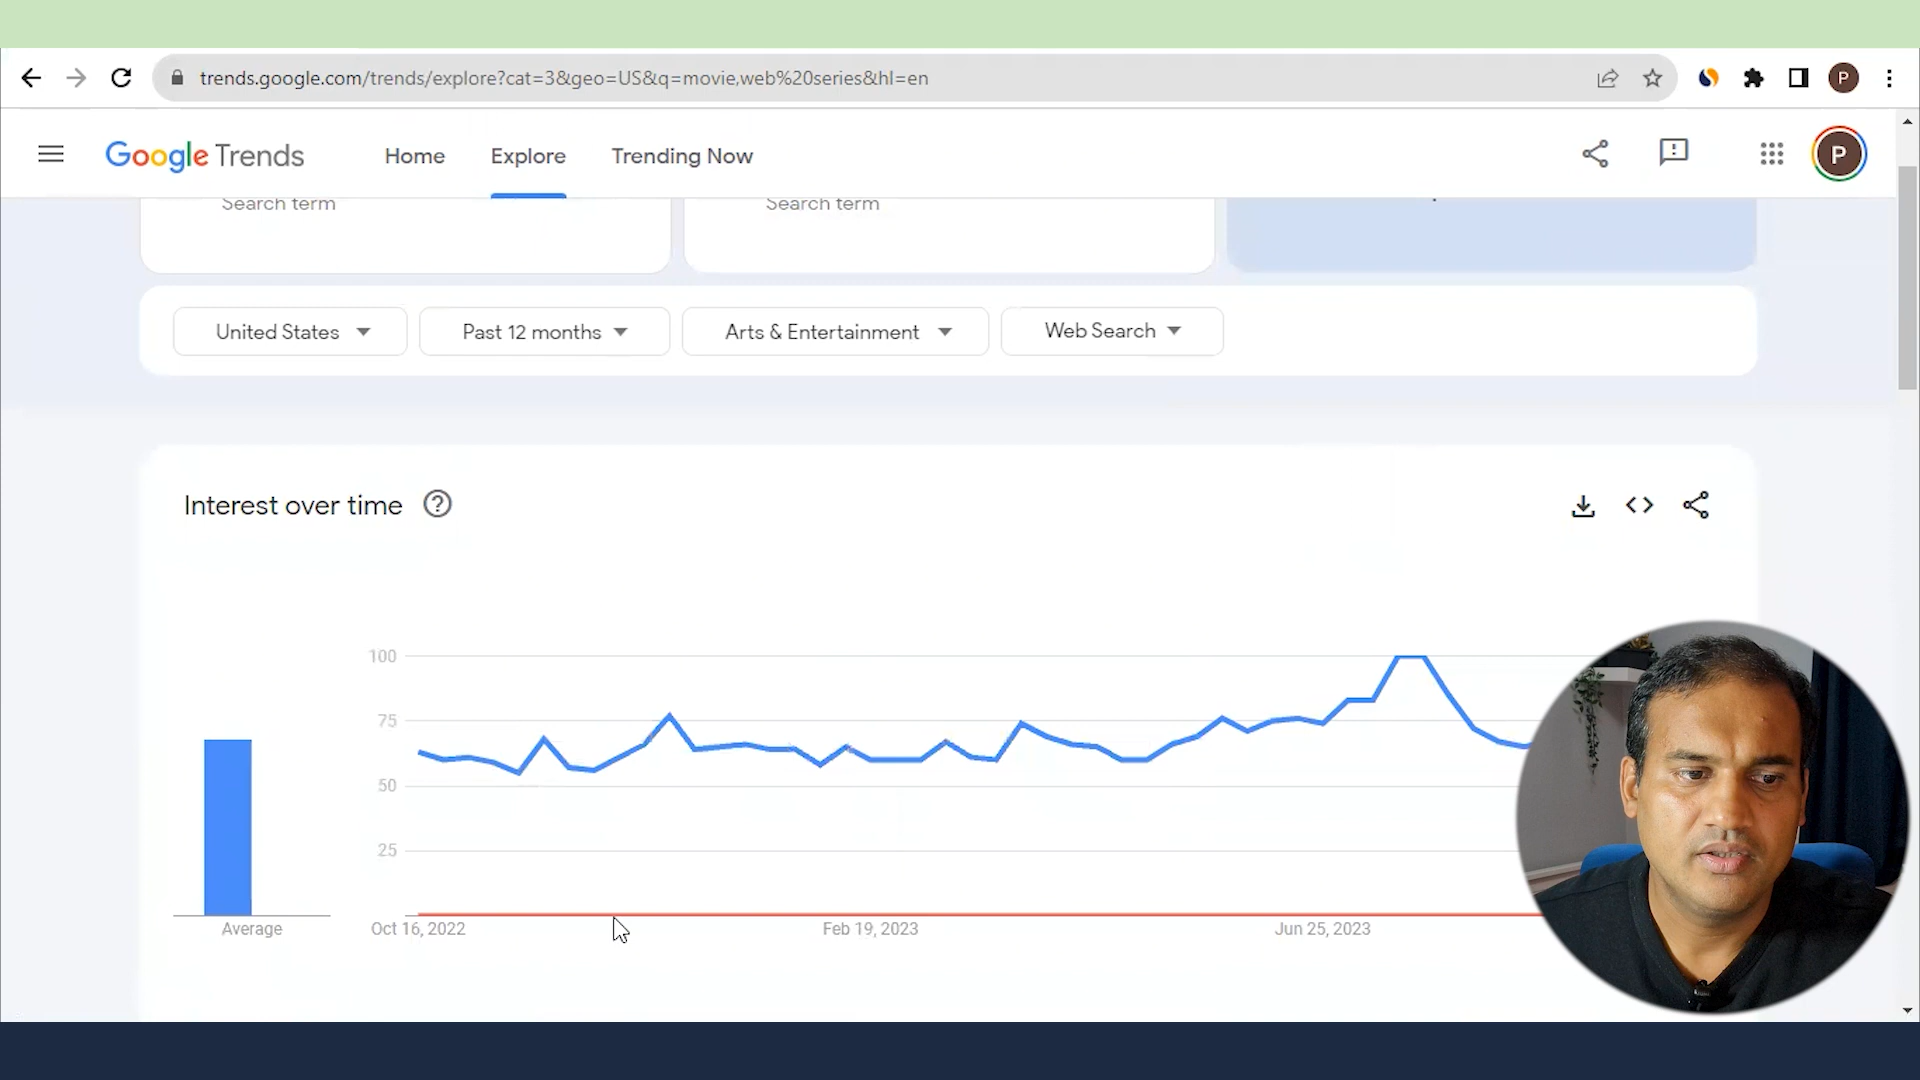 trends.google.com/trends/explore?cat=3&geo=US&q=movie,web%20series&hl=en
P
Google Trends
Home
Explore
Trending Now
P
Search term
Search term
United States
Past 12 months
Arts & Entertainment
Web Search
Interest over time
100
75
50
25
Average
Oct 16, 2022
Feb 19, 2023
Jun 25, 2023